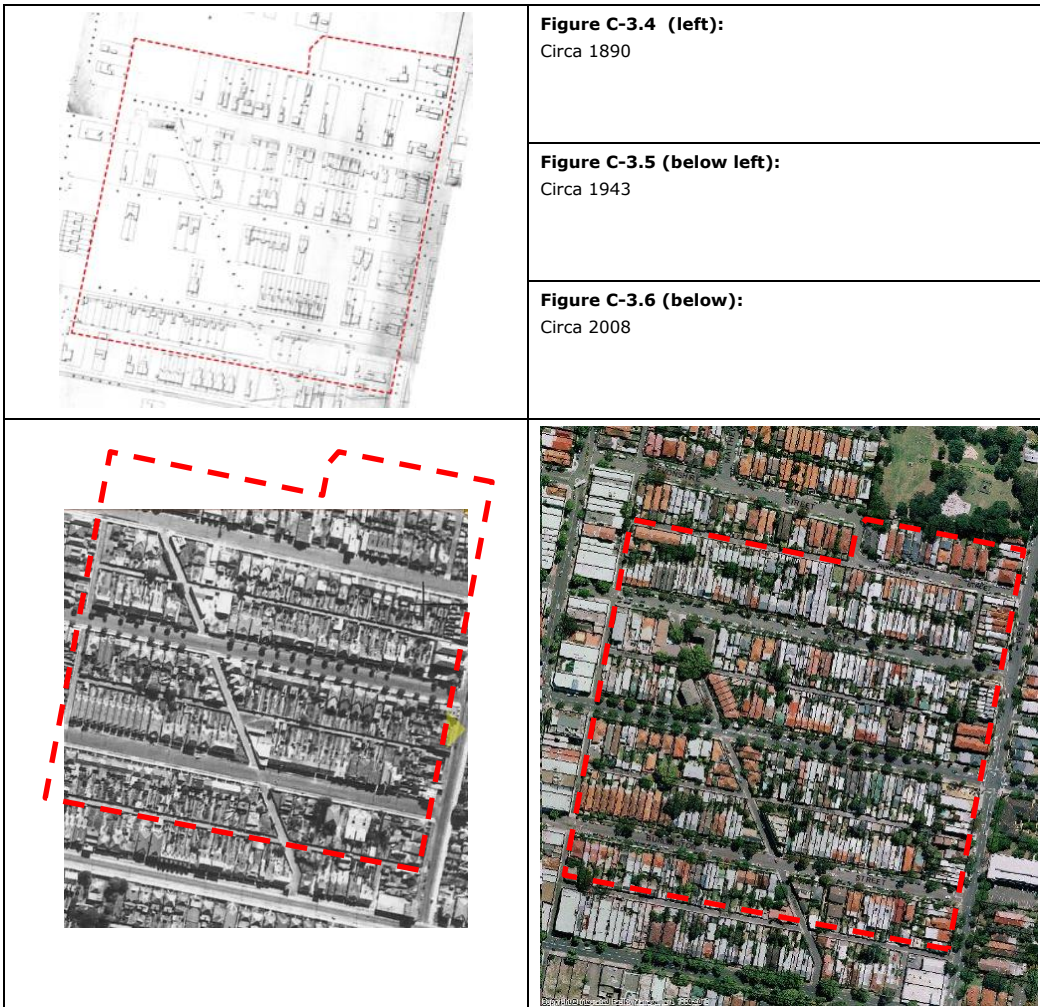 Figure C-3.4 (left):
Circa 1890
Figure C-3.5 (below left):
Circa 1943
Figure C-3.6 (below):
Circa 2008
STREET